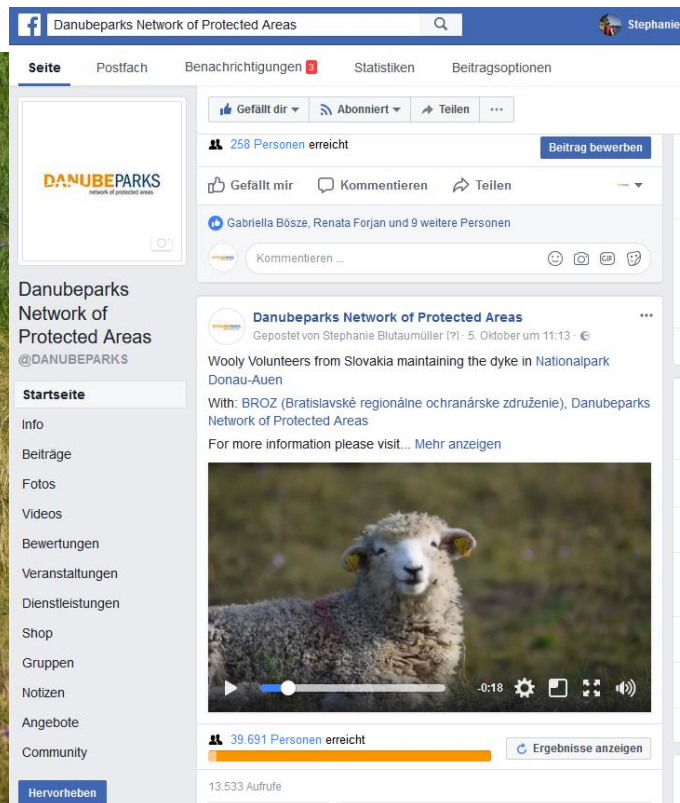 Danubeparks Network of Protected Areas
Stephanie
Seite Postfach Benachrichtigungen 3 Statistiken Beitragsoptionen
DANUBEPARKS
network of protected areas
Danubeparks
Network of
Protected Areas
@DANUBEPARKS
Startseite
Info
Beiträge
Fotos
Videos
Bewertungen
Veranstaltungen
Dienstleistungen
Shop
Gruppen
Notizen
Angebote
Community
Hervorheben
Gefällt dir Abonniert Teilen ...
258 Personen erreicht
Beitrag bewerben
Gefällt mir Kommentieren Teilen
Gabriella Bösze, Renata Forjan und 9 weitere Personen
Kommentieren ...
GIF
Danubeparks Network of Protected Areas
Gepostet von Stephanie Blutaumüller [?] · 5. Oktober um 11:13 ·
Wooly Volunteers from Slovakia maintaining the dyke in Nationalpark
Donau-Auen
With: BROZ (Bratislavské regionálne ochranárske združenie), Danubeparks
Network of Protected Areas
For more information please visit... Mehr anzeigen
-0:18
39.691 Personen erreicht
Ergebnisse anzeigen
13.533 Aufrufe